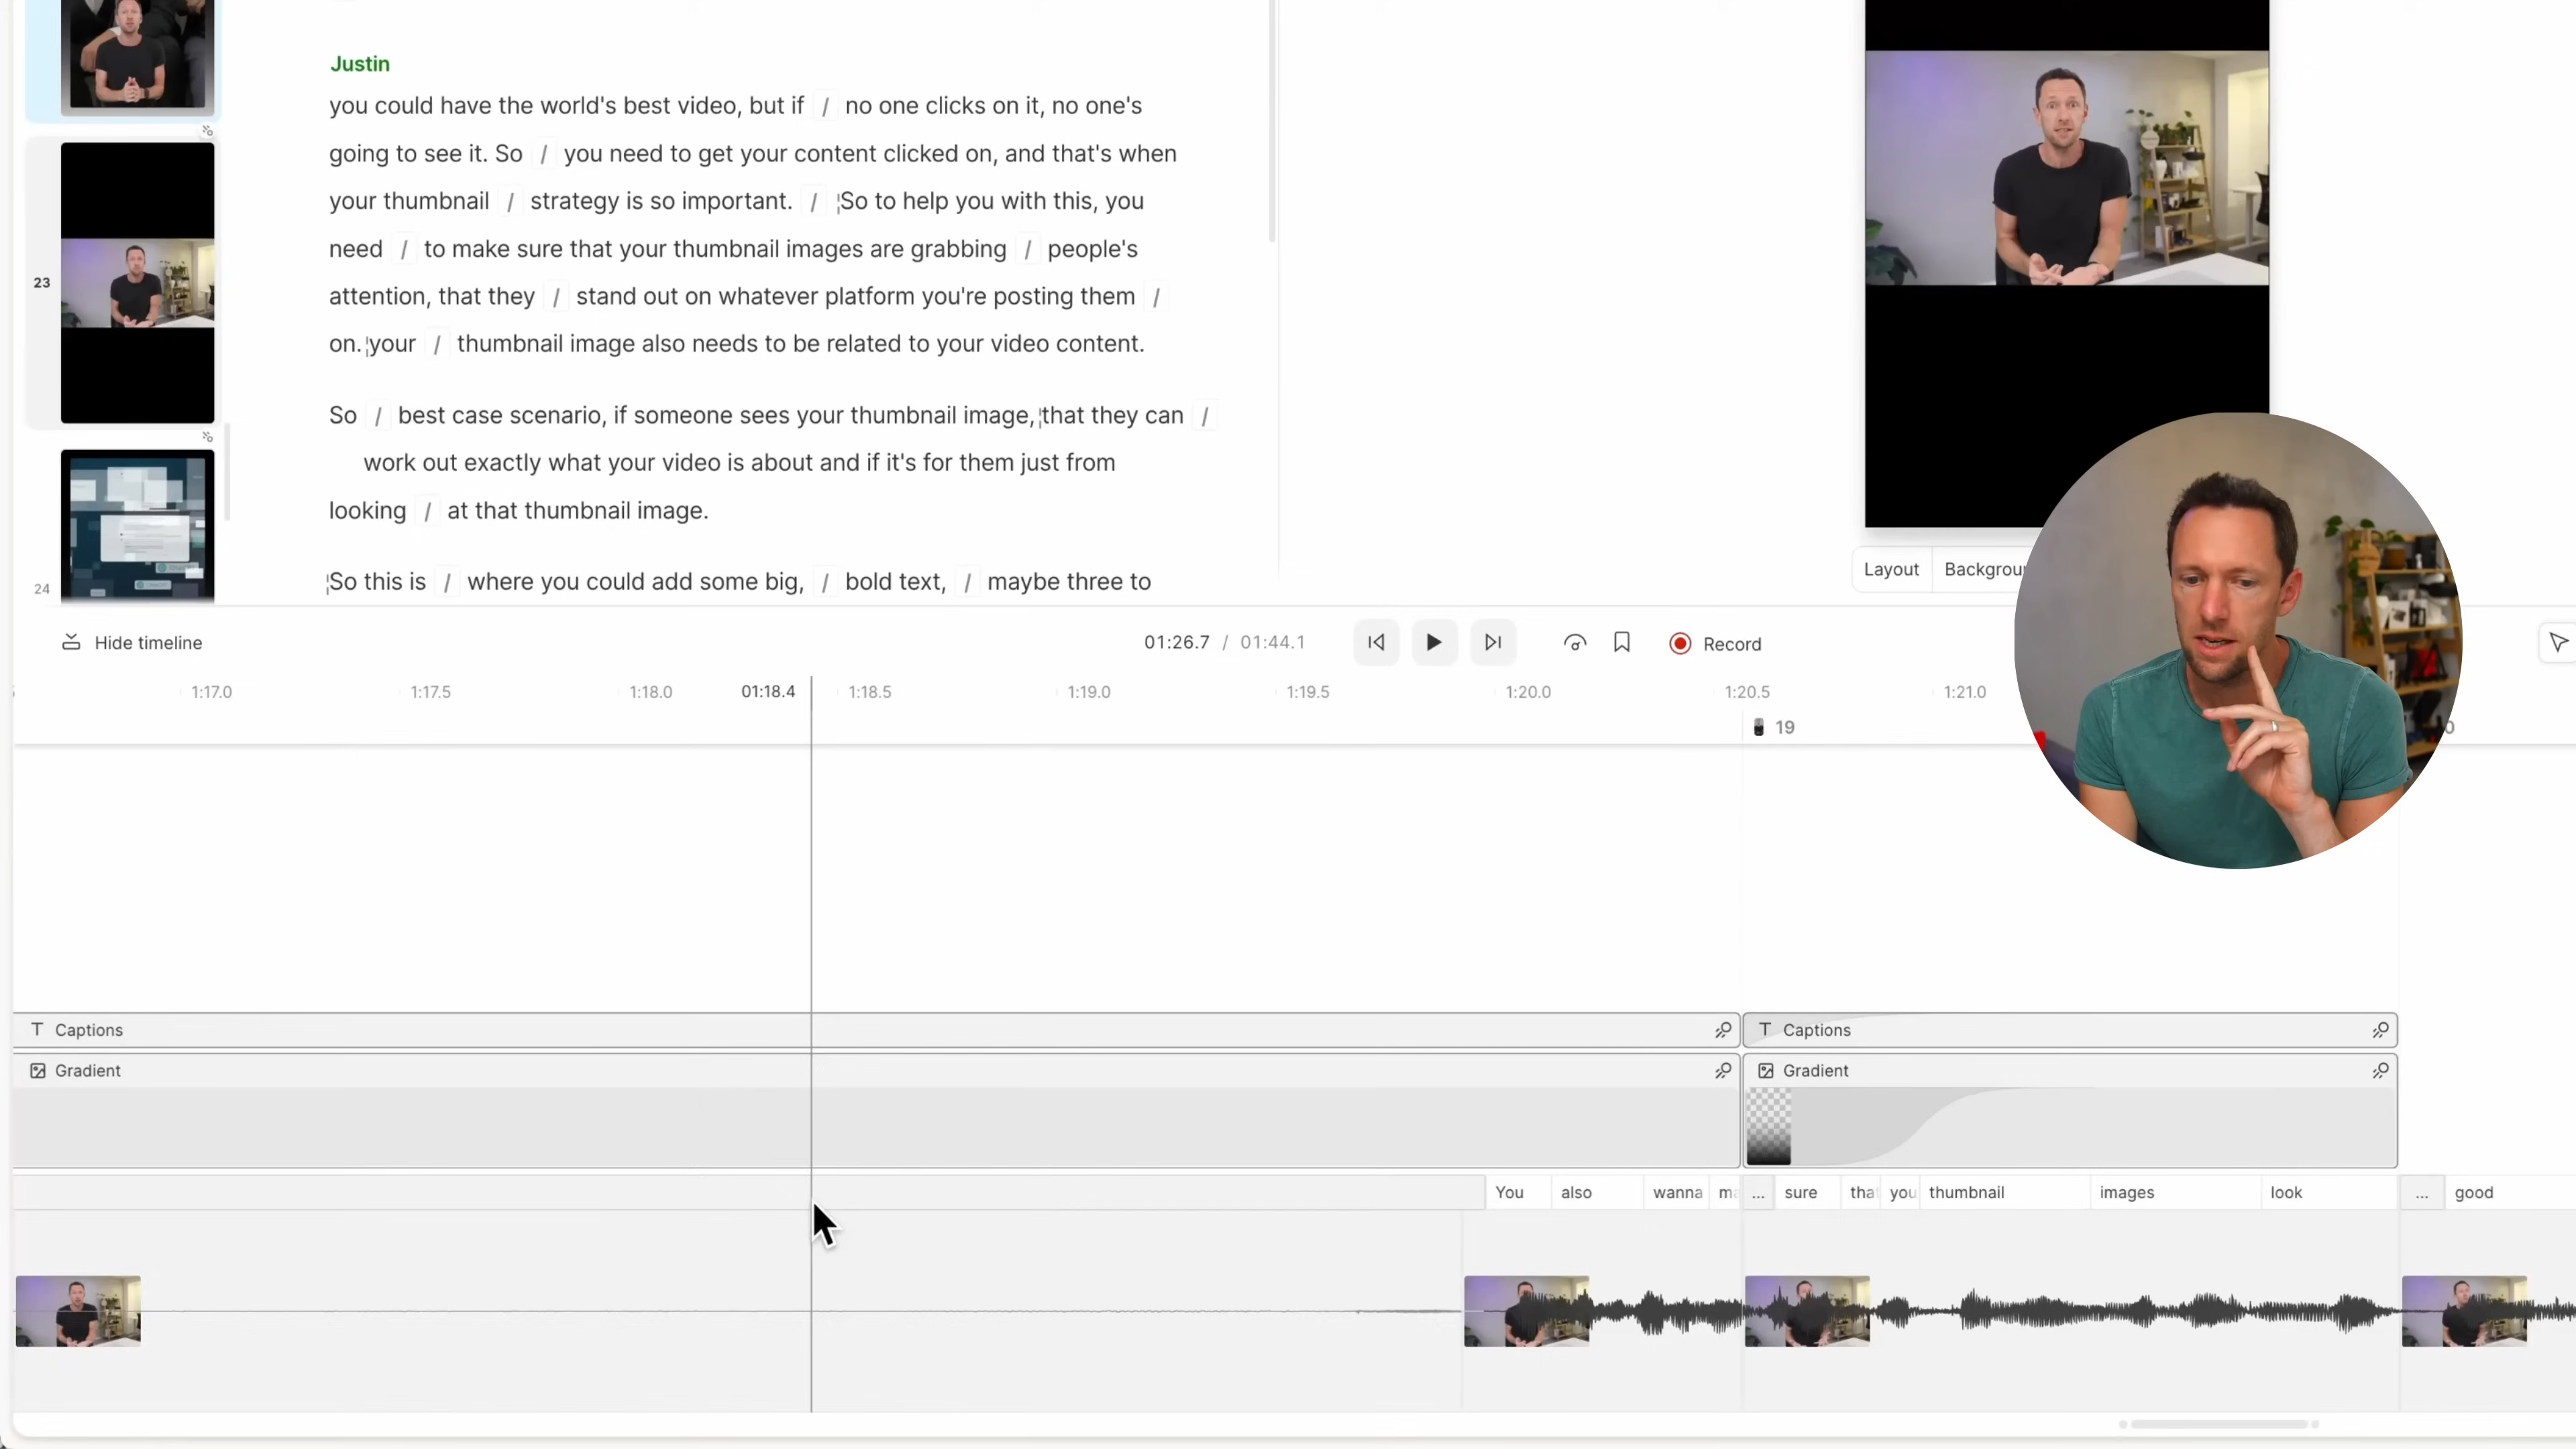 Justin
you could have the world's best video, but if / no one clicks on it, no one's
going to see it. So / you need to get your content clicked on, and that's when
your thumbnail / strategy is so important. / ¦So to help you with this, you
need / to make sure that your thumbnail images are grabbing / people's
attention, that they / stand out on whatever platform you're posting them /
on. ¦your / thumbnail image also needs to be related to your video content.
So / best case scenario, if someone sees your thumbnail image, ¦that they can /
work out exactly what your video is about and if it's for them just from
looking / at that thumbnail image.
¦So this is / where you could add some big, / bold text, / maybe three to
23
24
Layout
Hide timeline
01:26.7 / 01:44.1
Record
1:17.0 1:17.5 1:18.0 01:18.4 1:18.5 1:19.0 1:19.5 1:20.0 1:20.5 1:21.0
19
Captions Captions
Gradient Gradient
You also wanna ... sure tha you thumbnail images look ... good